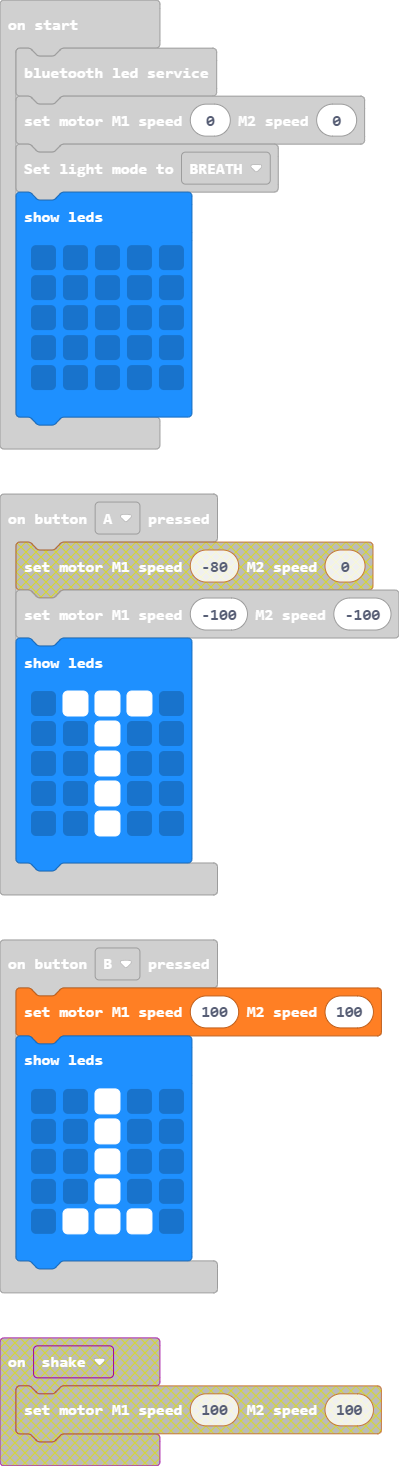 on start
bluetooth led service
set motor M1 speed 0 M2 speed 0
Set light mode to BREATH
show leds
on button A pressed
set motor M1 speed -80 M2 speed 0
set motor M1 speed -100 M2 speed -100
show leds
on button B pressed
set motor M1 speed 100 M2 speed 100
show leds
on shake
set motor M1 speed 100 M2 speed 100